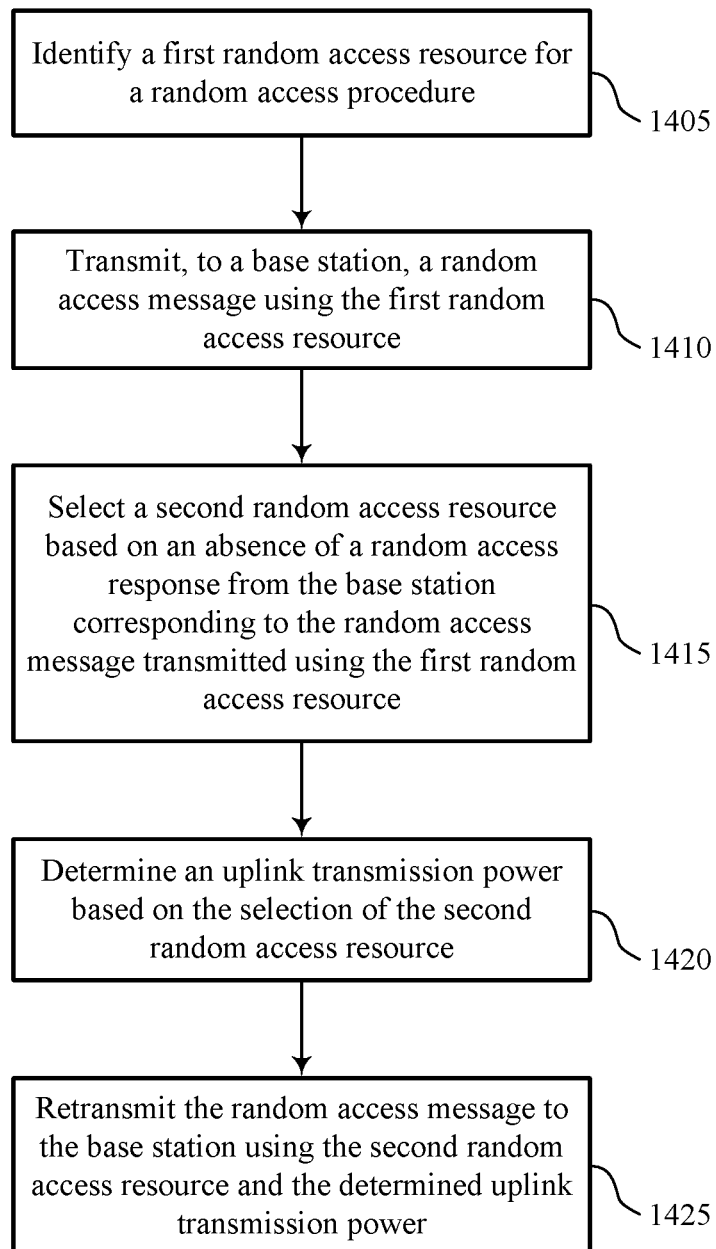 Identify a first random access resource for
a random access procedure
1405
Transmit, to a base station, a random
access message using the first random
access resource
1410
Select a second random access resource
based on an absence of a random access
response from the base station
corresponding to the random access
message transmitted using the first random
access resource
1415
Determine an uplink transmission power
based on the selection of the second
random access resource
1420
Retransmit the random access message to
the base station using the second random
access resource and the determined uplink
transmission power
1425